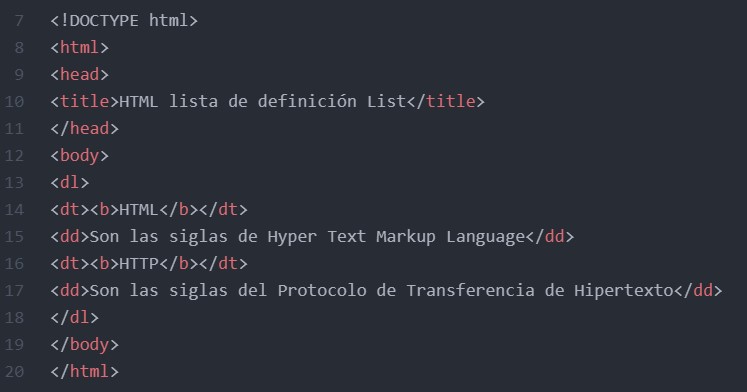 7 <!DOCTYPE html>
8 <html>
9 <head>
10 <title>HTML lista de definición List</title>
11 </head>
12 <body>
13 <dl>
14 <dt><b>HTML</b></dt>
15 <dd>Son las siglas de Hyper Text Markup Language</dd>
16 <dt><b>HTTP</b></dt>
17 <dd>Son las siglas del Protocolo de Transferencia de Hipertexto</dd>
18 </dl>
19 </body>
20 </html>